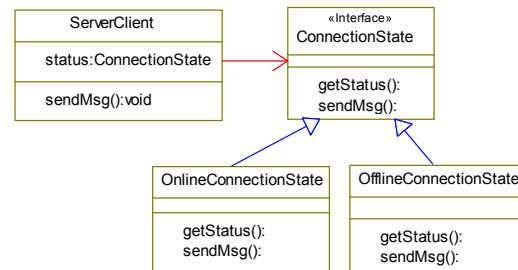 ServerClient
status:ConnectionState
sendMsg():void
«Interface»
ConnectionState
getStatus():
sendMsg():
OnlineConnectionState
getStatus():
sendMsg():
OfflineConnectionState
getStatus():
sendMsg():